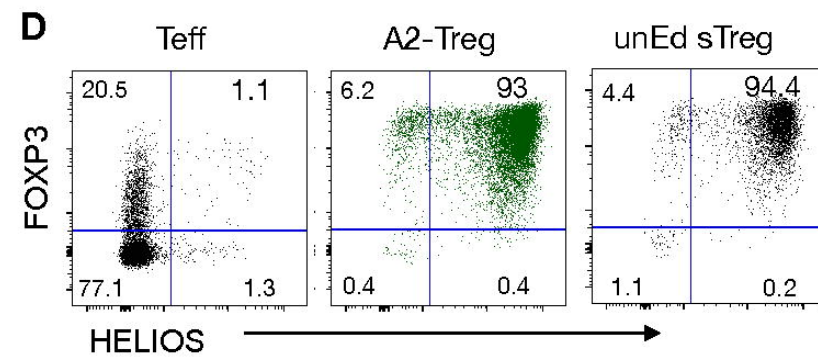 D
Teff A2-Treg unEd sTreg
20.5 1.1 6.2 93 4.4 94.4
FOXP3
77.1 1.3 0.4 0.4 1.1 0.2
HELIOS